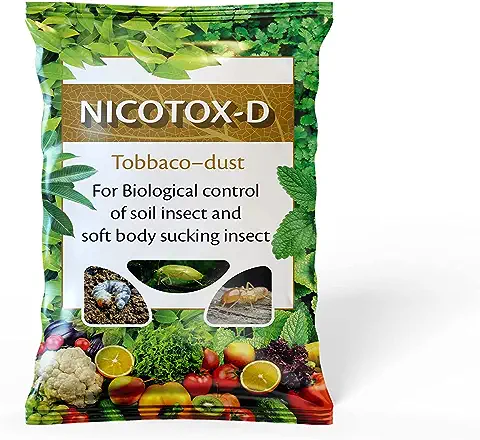 NICOTOX-D
Tobbaco–dust
For Biological control
of soil insect and
soft body sucking insect